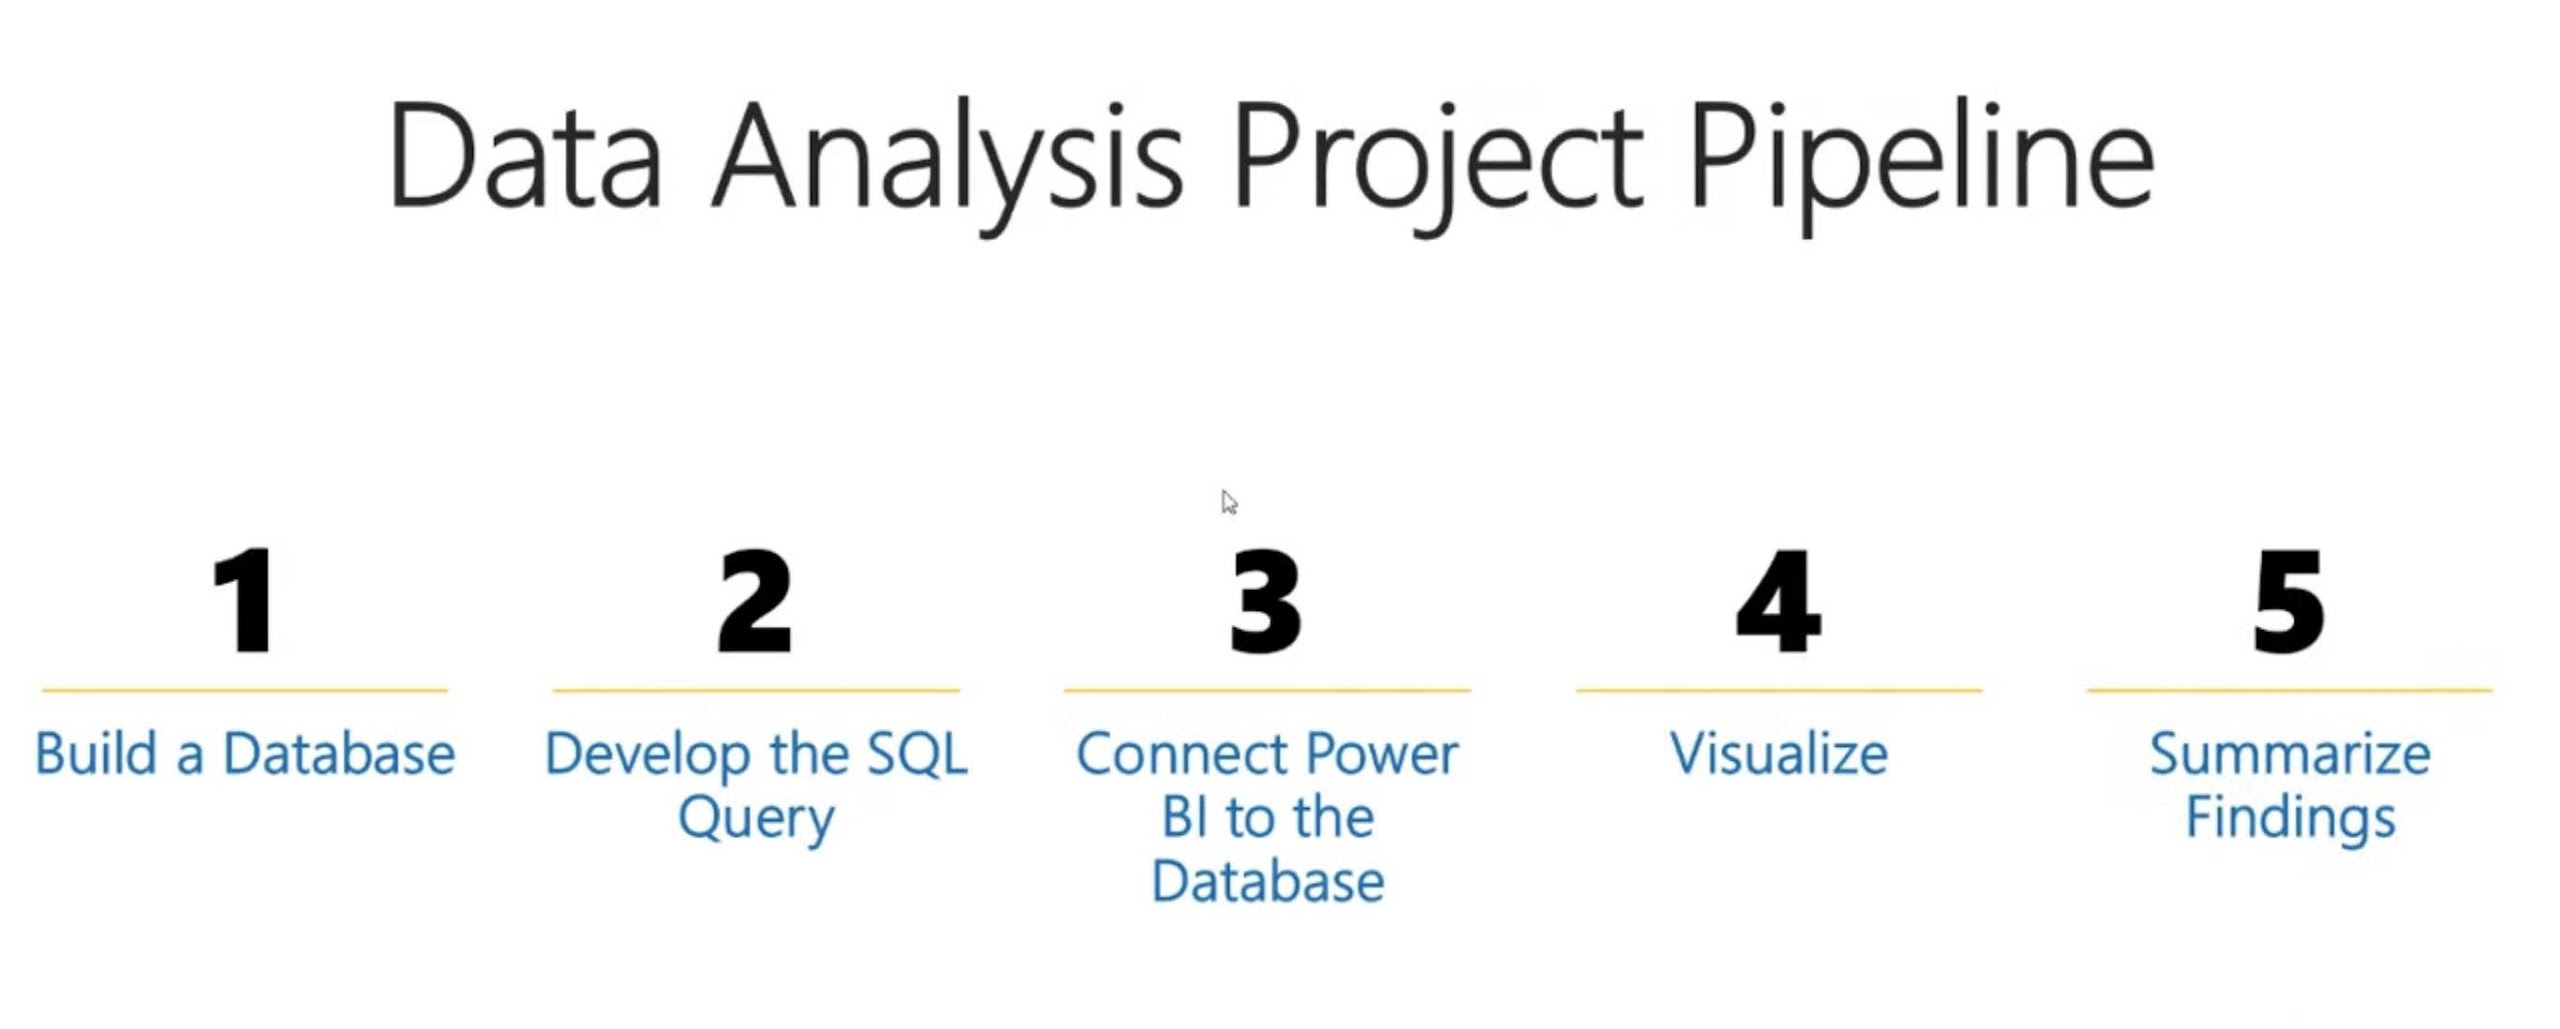 Data Analysis Project Pipeline
1
Build a Database
2
Develop the SQL
Query
3
Connect Power
BI to the
Database
4
Visualize
5
Summarize
Findings